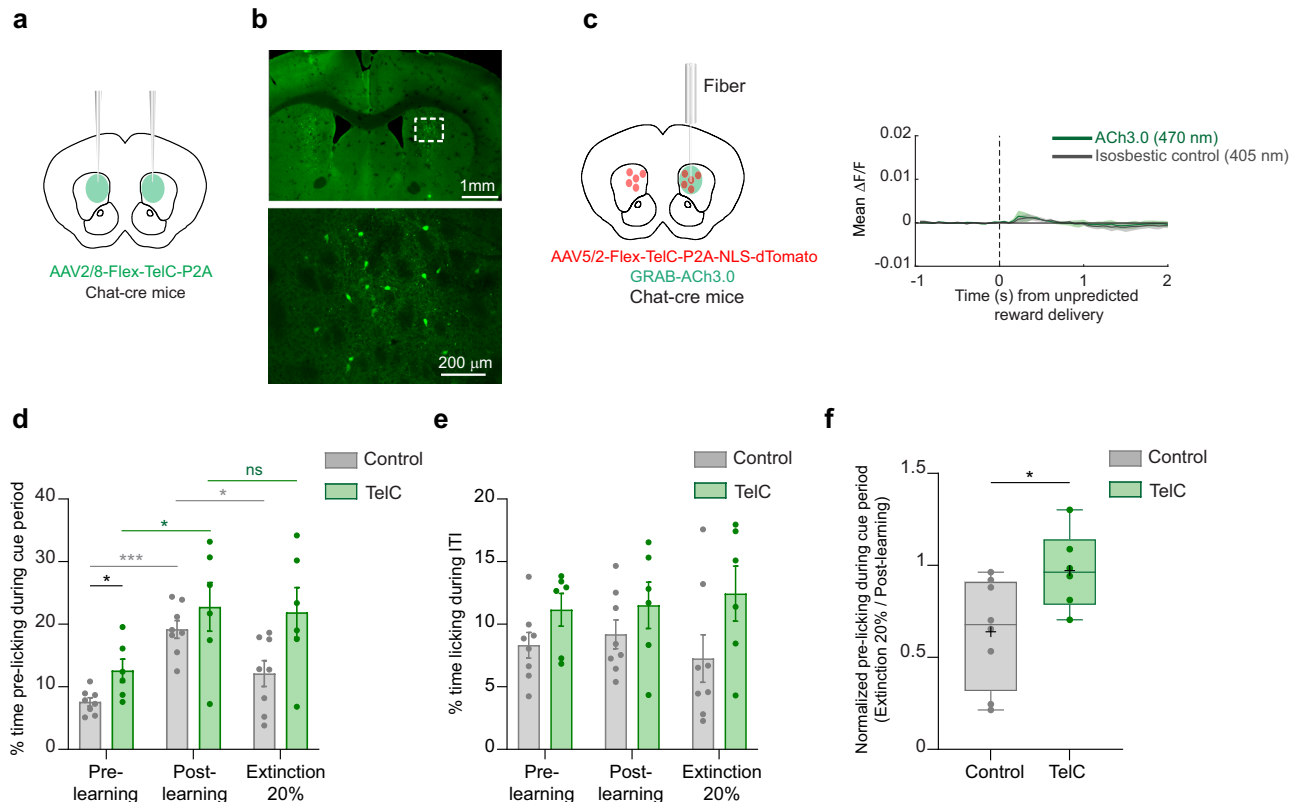 a
b
c
AAV2/8-Flex-TelC-P2A
Chat-cre mice
1mm
200 µm
Fiber
AAV5/2-Flex-TelC-P2A-NLS-dTomato
GRAB-ACh3.0
Chat-cre mice
ACh3.0 (470 nm)
Isosbestic control (405 nm)
Mean ΔF/F
0.02
0.01
0
-0.01
-1
0
1
2
Time (s) from unpredicted
reward delivery
d
Control
TelC
ns
*
*
***
*
% time pre-licking during cue period
40
30
20
10
0
Pre-
learning
Post-
learning
Extinction
20%
e
Control
TelC
% time licking during ITI
20
15
10
5
0
Pre-
learning
Post-
learning
Extinction
20%
f
Control
TelC
*
Normalized pre-licking during cue period
(Extinction 20% / Post-learning)
1.5
1
0.5
0
Control
TelC